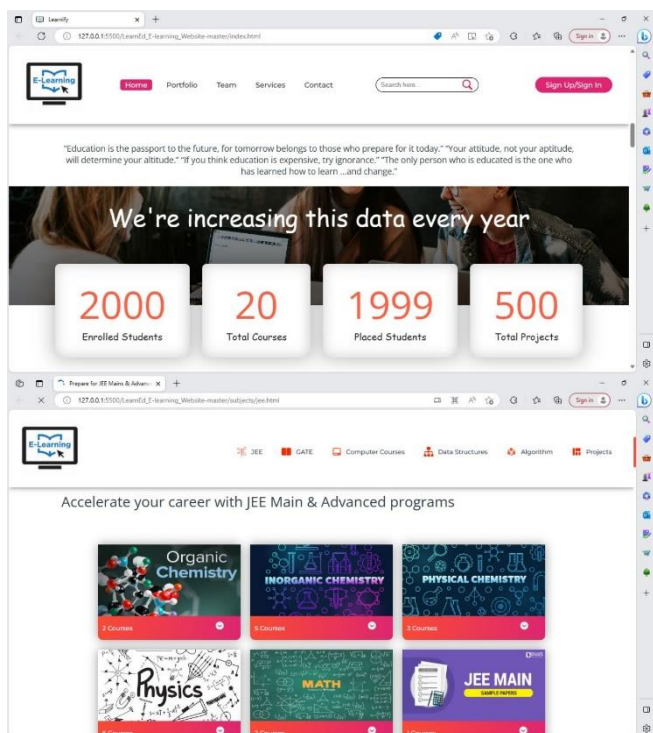 Learnify
127.0.0.1:5500/LearnEd_E-learning_Website-master/index.html
Sign in
E-Learning
Home
Portfolio
Team
Services
Contact
Search here...
Sign Up/Sign In
"Education is the passport to the future, for tomorrow belongs to those who prepare for it today." "Your attitude, not your aptitude,
will determine your altitude." "If you think education is expensive, try ignorance." "The only person who is educated is the one who
has learned how to learn ...and change."
We're increasing this data every year
2000
20
1999
500
Enrolled Students
Total Courses
Placed Students
Total Projects
Prepare for JEE Mains & Advanc
127.0.0.1:5500/LearnEd_E-learning_Website-master/subjects/jee.html
Sign in
E-Learning
JEE
GATE
Computer Courses
Data Structures
Algorithm
Projects
Accelerate your career with JEE Main & Advanced programs
Organic
Chemistry
INORGANIC CHEMISTRY
PHYSICAL CHEMISTRY
2 Courses
5 Courses
3 Courses
Physics
MATH
JEE MAIN
SAMPLE PAPERS